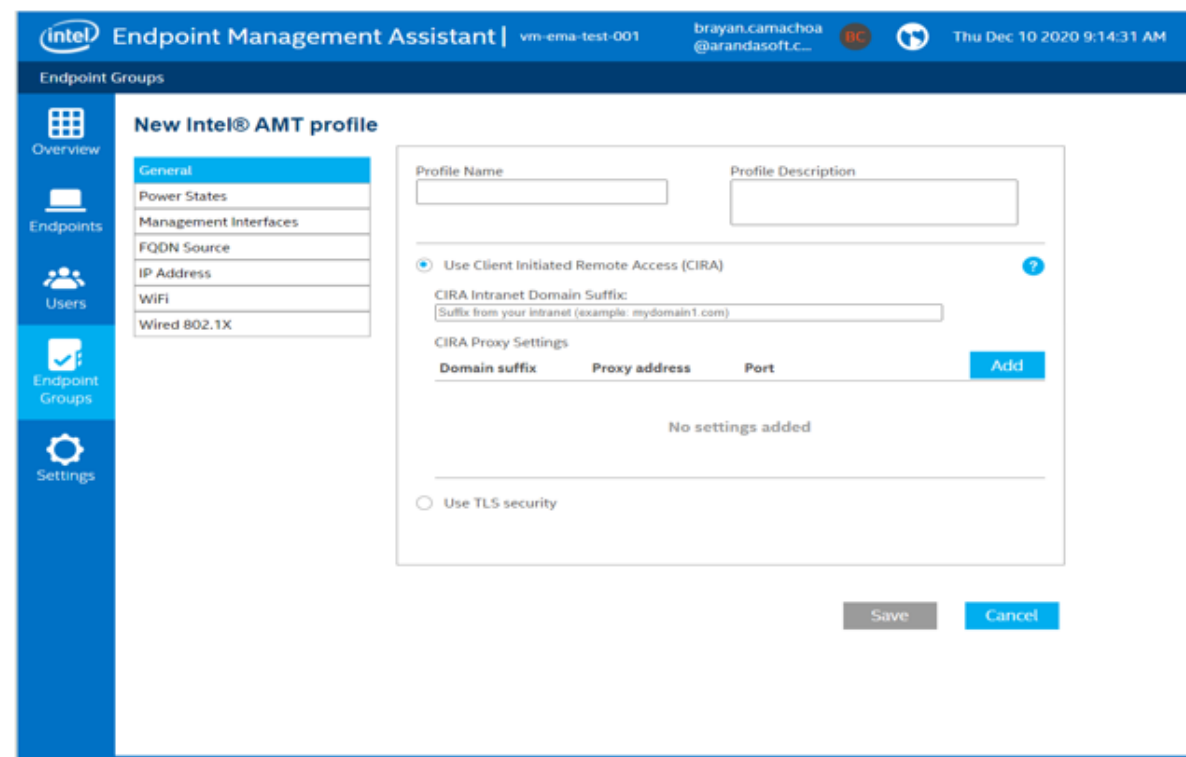 intel Endpoint Management Assistant | vm-ema-test-001 brayan.camachoa BC Thu Dec 10 2020 9:14:31 AM
@arandasoft.c...
Endpoint Groups
Overview
Endpoints
Users
Endpoint
Groups
Settings
New Intel® AMT profile
General
Power States
Management Interfaces
FQDN Source
IP Address
WiFi
Wired 802.1X
Profile Name Profile Description
Use Client Initiated Remote Access (CIRA) ?
CIRA Intranet Domain Suffix:
Suffix from your intranet (example: mydomain1.com)
CIRA Proxy Settings
Domain suffix Proxy address Port Add
No settings added
Use TLS security
Save Cancel